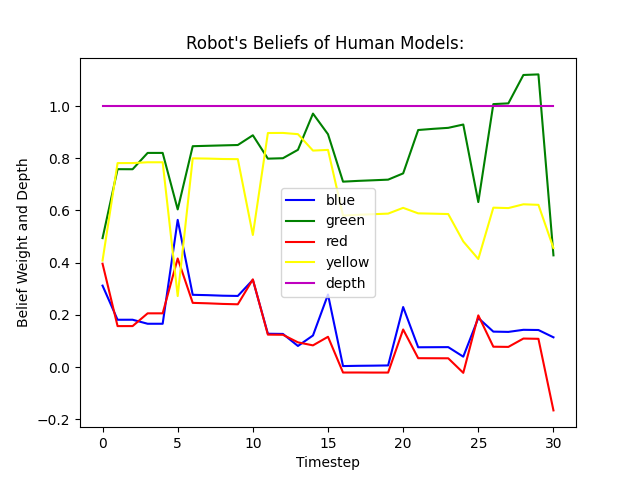 Robot's Beliefs of Human Models:
Belief Weight and Depth
1.0
0.8
0.6
0.4
0.2
0.0
−0.2
blue
green
red
yellow
depth
0 5 10 15 20 25 30
Timestep